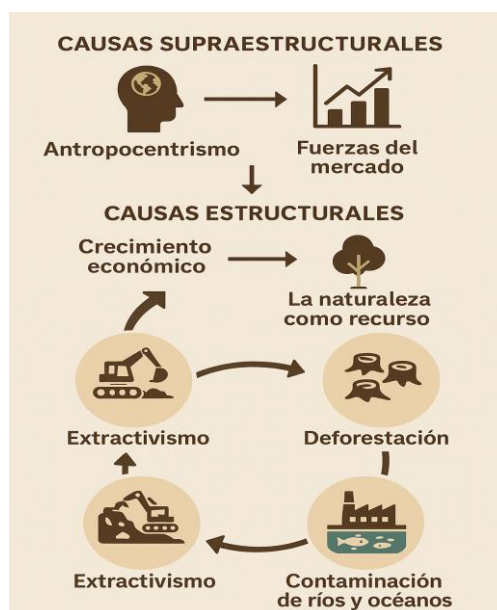 CAUSAS SUPRAESTRUCTURALES
Antropocentrismo
Fuerzas del
mercado
CAUSAS ESTRUCTURALES
Crecimiento
económico
La naturaleza
como recurso
Extractivismo
Deforestación
Extractivismo
Contaminación
de ríos y océanos